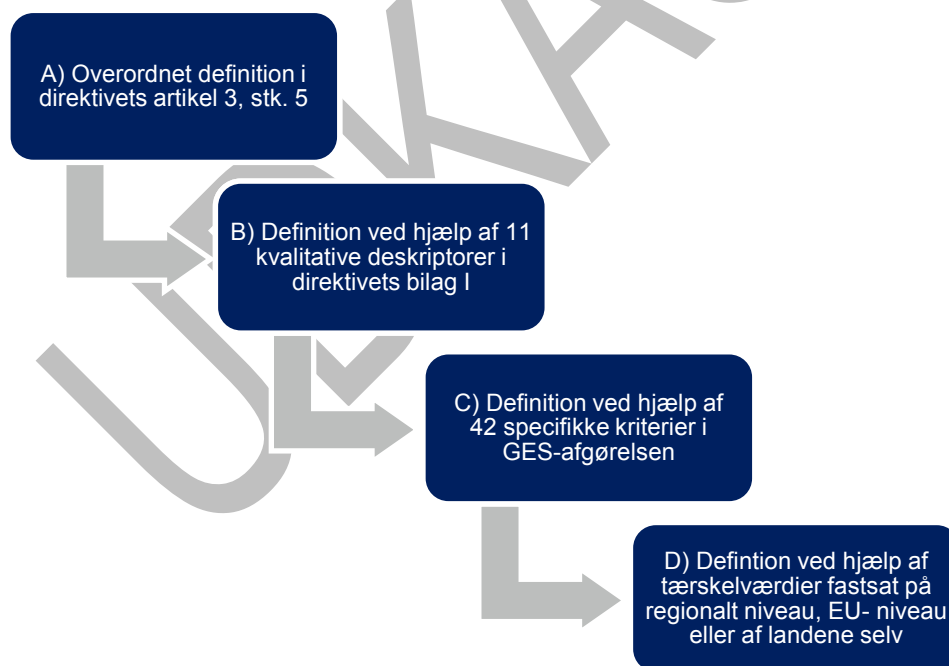 A) Overordnet definition i
direktivets artikel 3, stk. 5
B) Definition ved hjælp af 11
kvalitative deskriptorer i
direktivets bilag I
C) Definition ved hjælp af
42 specifikke kriterier i
GES-afgørelsen
D) Defintion ved hjælp af
tærskelværdier fastsat på
regionalt niveau, EU- niveau
eller af landene selv